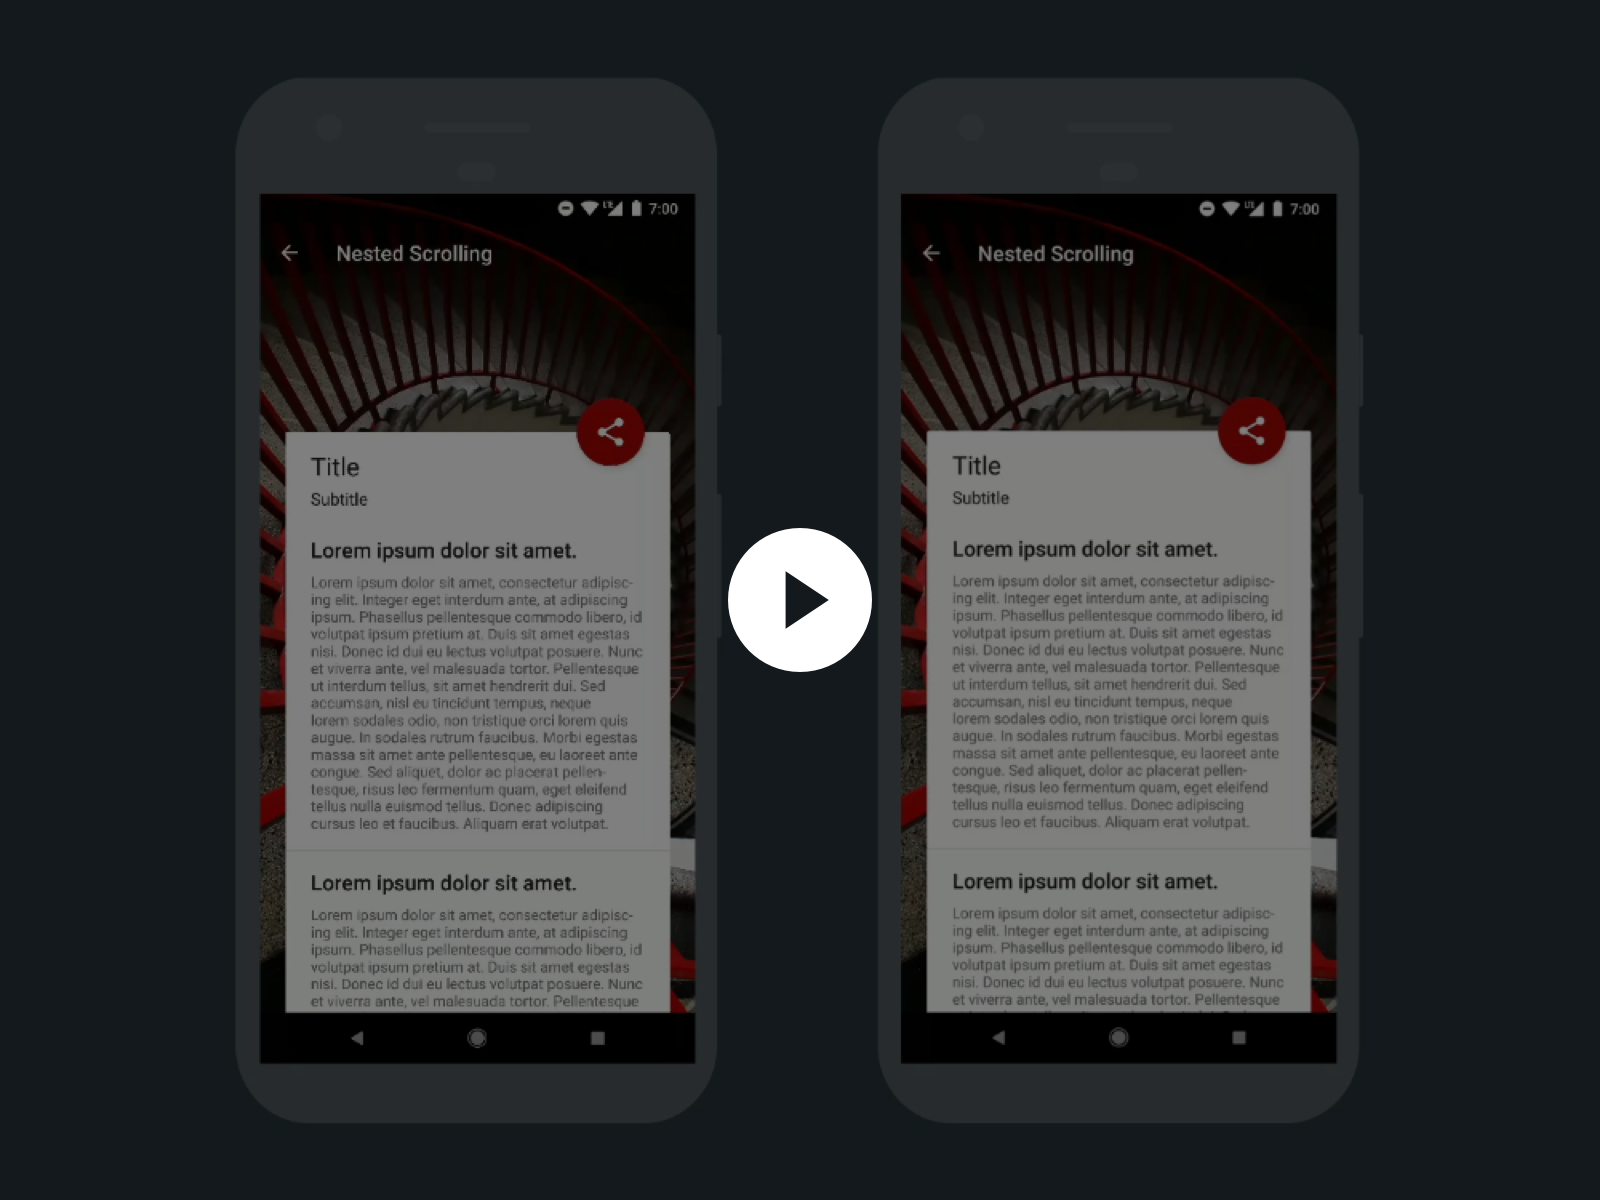 LTE 7:00
Nested Scrolling
Title
Subtitle
Lorem ipsum dolor sit amet.
Lorem ipsum dolor sit amet, consectetur adipisc-
ing elit. Integer eget interdum ante, at adipiscing
ipsum. Phasellus pellentesque commodo libero, id
volutpat ipsum pretium at. Duis sit amet egestas
nisi. Donec id dui eu lectus volutpat posuere. Nunc
et viverra ante, vel malesuada tortor. Pellentesque
ut interdum tellus, sit amet hendrerit dui. Sed
accumsan, nisl eu tincidunt tempus, neque
lorem sodales odio, non tristique orci lorem quis
augue. In sodales rutrum faucibus. Morbi egestas
massa sit amet ante pellentesque, eu laoreet ante
congue. Sed aliquet, dolor ac placerat pellen-
tesque, risus leo fermentum quam, eget eleifend
tellus nulla euismod tellus. Donec adipiscing
cursus leo et faucibus. Aliquam erat volutpat.
Lorem ipsum dolor sit amet.
Lorem ipsum dolor sit amet, consectetur adipisc-
ing elit. Integer eget interdum ante, at adipiscing
ipsum. Phasellus pellentesque commodo libero, id
volutpat ipsum pretium at. Duis sit amet egestas
nisi. Donec id dui eu lectus volutpat posuere. Nunc
et viverra ante, vel malesuada tortor. Pellentesque
LTE 7:00
Nested Scrolling
Title
Subtitle
Lorem ipsum dolor sit amet.
Lorem ipsum dolor sit amet, consectetur adipisc-
ing elit. Integer eget interdum ante, at adipiscing
ipsum. Phasellus pellentesque commodo libero, id
volutpat ipsum pretium at. Duis sit amet egestas
nisi. Donec id dui eu lectus volutpat posuere. Nunc
et viverra ante, vel malesuada tortor. Pellentesque
ut interdum tellus, sit amet hendrerit dui. Sed
accumsan, nisl eu tincidunt tempus, neque
lorem sodales odio, non tristique orci lorem quis
augue. In sodales rutrum faucibus. Morbi egestas
massa sit amet ante pellentesque, eu laoreet ante
congue. Sed aliquet, dolor ac placerat pellen-
tesque, risus leo fermentum quam, eget eleifend
tellus nulla euismod tellus. Donec adipiscing
cursus leo et faucibus. Aliquam erat volutpat.
Lorem ipsum dolor sit amet.
Lorem ipsum dolor sit amet, consectetur adipisc-
ing elit. Integer eget interdum ante, at adipiscing
ipsum. Phasellus pellentesque commodo libero, id
volutpat ipsum pretium at. Duis sit amet egestas
nisi. Donec id dui eu lectus volutpat posuere. Nunc
et viverra ante, vel malesuada tortor. Pellentesque